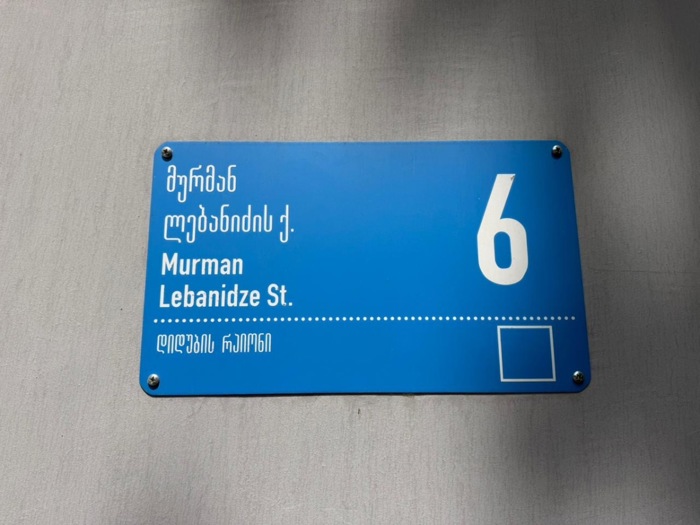 მურმან
ლებანიძის ქ.
Murman
Lebanidze St.
6
დიდუბის რაიონი